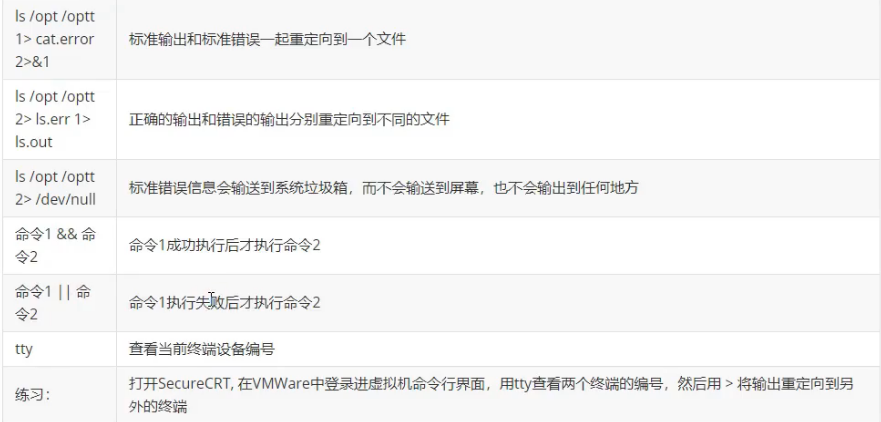 ls /opt /optt
1> cat.error
2>&1
标准输出和标准错误一起重定向到一个文件
ls /opt /optt
2> ls.err 1>
ls.out
正确的输出和错误的输出分别重定向到不同的文件
ls /opt /optt
2> /dev/null
标准错误信息会输送到系统垃圾箱，而不会输送到屏幕，也不会输出到任何地方
命令1 && 命
令2
命令1成功执行后才执行命令2
命令1 || 命
令2
命令1执行失败后才执行命令2
tty
查看当前终端设备编号
练习：
打开SecureCRT, 在VMWare中登录进虚拟机命令行界面，用tty查看两个终端的编号，然后用 > 将输出重定向到另
外的终端